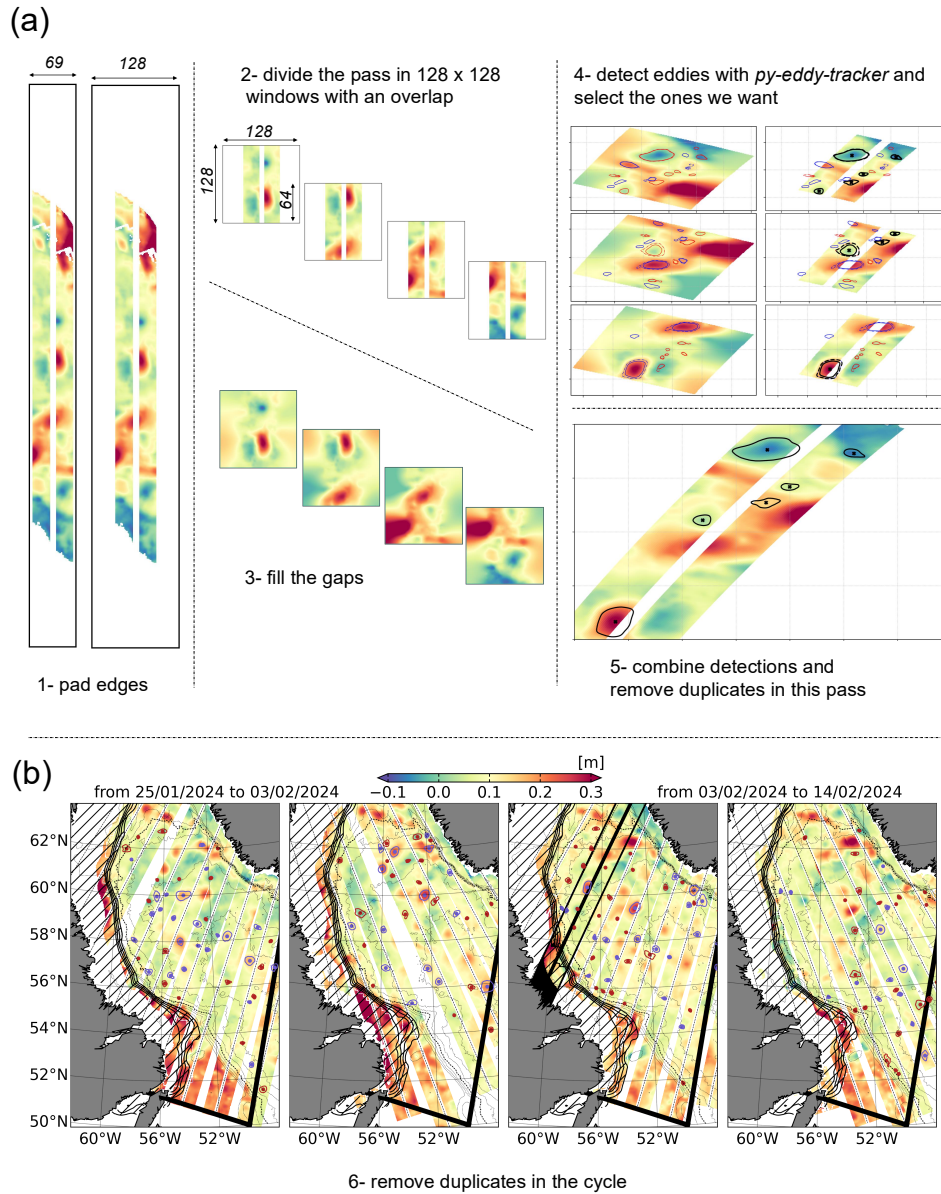 (a)
69
128
1- pad edges
2- divide the pass in 128 x 128
windows with an overlap
128
128
64
3- fill the gaps
4- detect eddies with py-eddy-tracker and
select the ones we want
5- combine detections and
remove duplicates in this pass
(b)
[m]
−0.1 0.0 0.1 0.2 0.3
from 25/01/2024 to 03/02/2024
from 03/02/2024 to 14/02/2024
62°N
60°N
58°N
56°N
54°N
52°N
50°N
60°W 56°W 52°W
60°W 56°W 52°W
60°W 56°W 52°W
60°W 56°W 52°W
6- remove duplicates in the cycle